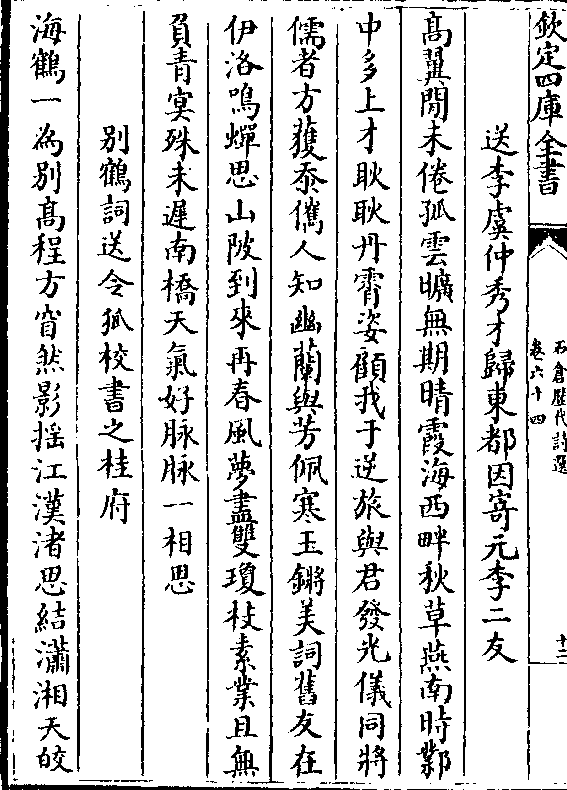 欽定四庫全書
石倉歷代詩選
卷六十四
十二
送李虞仲秀才歸東都因寄元李二友
髙翼閒未倦孤雲曠無期晴霞海西畔秋草燕南時鄴
中多上才耿耿丹霄姿顧我于逆旅與君發光儀同將
儒者方獲忝儁人知幽蘭與芳佩寒玉鏘美詞舊友在
伊洛鳴蟬思山陂到來再春風夢盡雙瓊枝素業且無
負青冥殊未遲南橋天氣好脉脉一相思
别鶴詞送令狐校書之桂府
海鶴一為别髙程方窅然影揺江漢渚思結瀟湘天皎